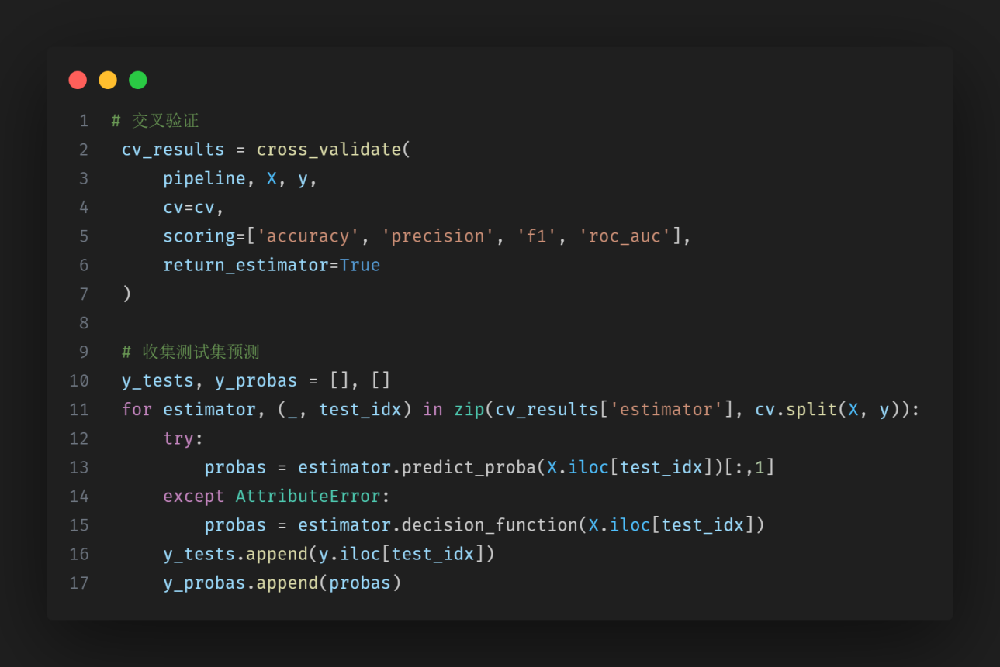 1 # 交叉验证
2 cv_results = cross_validate(
3 pipeline, X, y,
4 cv=cv,
5 scoring=['accuracy', 'precision', 'f1', 'roc_auc'],
6 return_estimator=True
7 )
8
9 # 收集测试集预测
10 y_tests, y_probas = [], []
11 for estimator, (_, test_idx) in zip(cv_results['estimator'], cv.split(X, y)):
12 try:
13 probas = estimator.predict_proba(X.iloc[test_idx])[:,1]
14 except AttributeError:
15 probas = estimator.decision_function(X.iloc[test_idx])
16 y_tests.append(y.iloc[test_idx])
17 y_probas.append(probas)